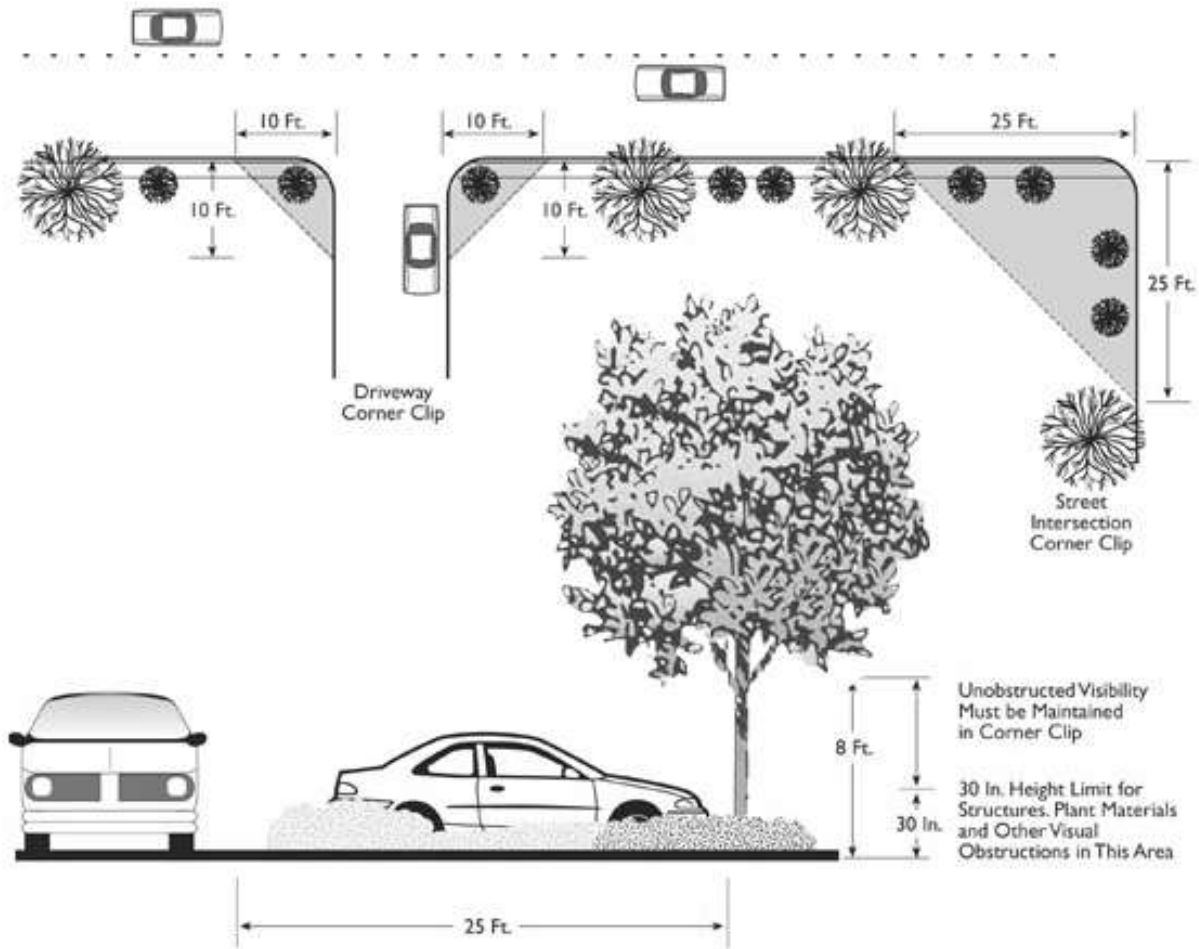 10 Ft.
10 Ft.
25 Ft.
10 Ft.
10 Ft.
25 Ft.
Driveway
Corner Clip
Street
Intersection
Corner Clip
Unobstructed Visibility
Must be Maintained
in Corner Clip
8 Ft.
30 In. Height Limit for
Structures, Plant Materials
and Other Visual
Obstructions in This Area
30 In.
25 Ft.